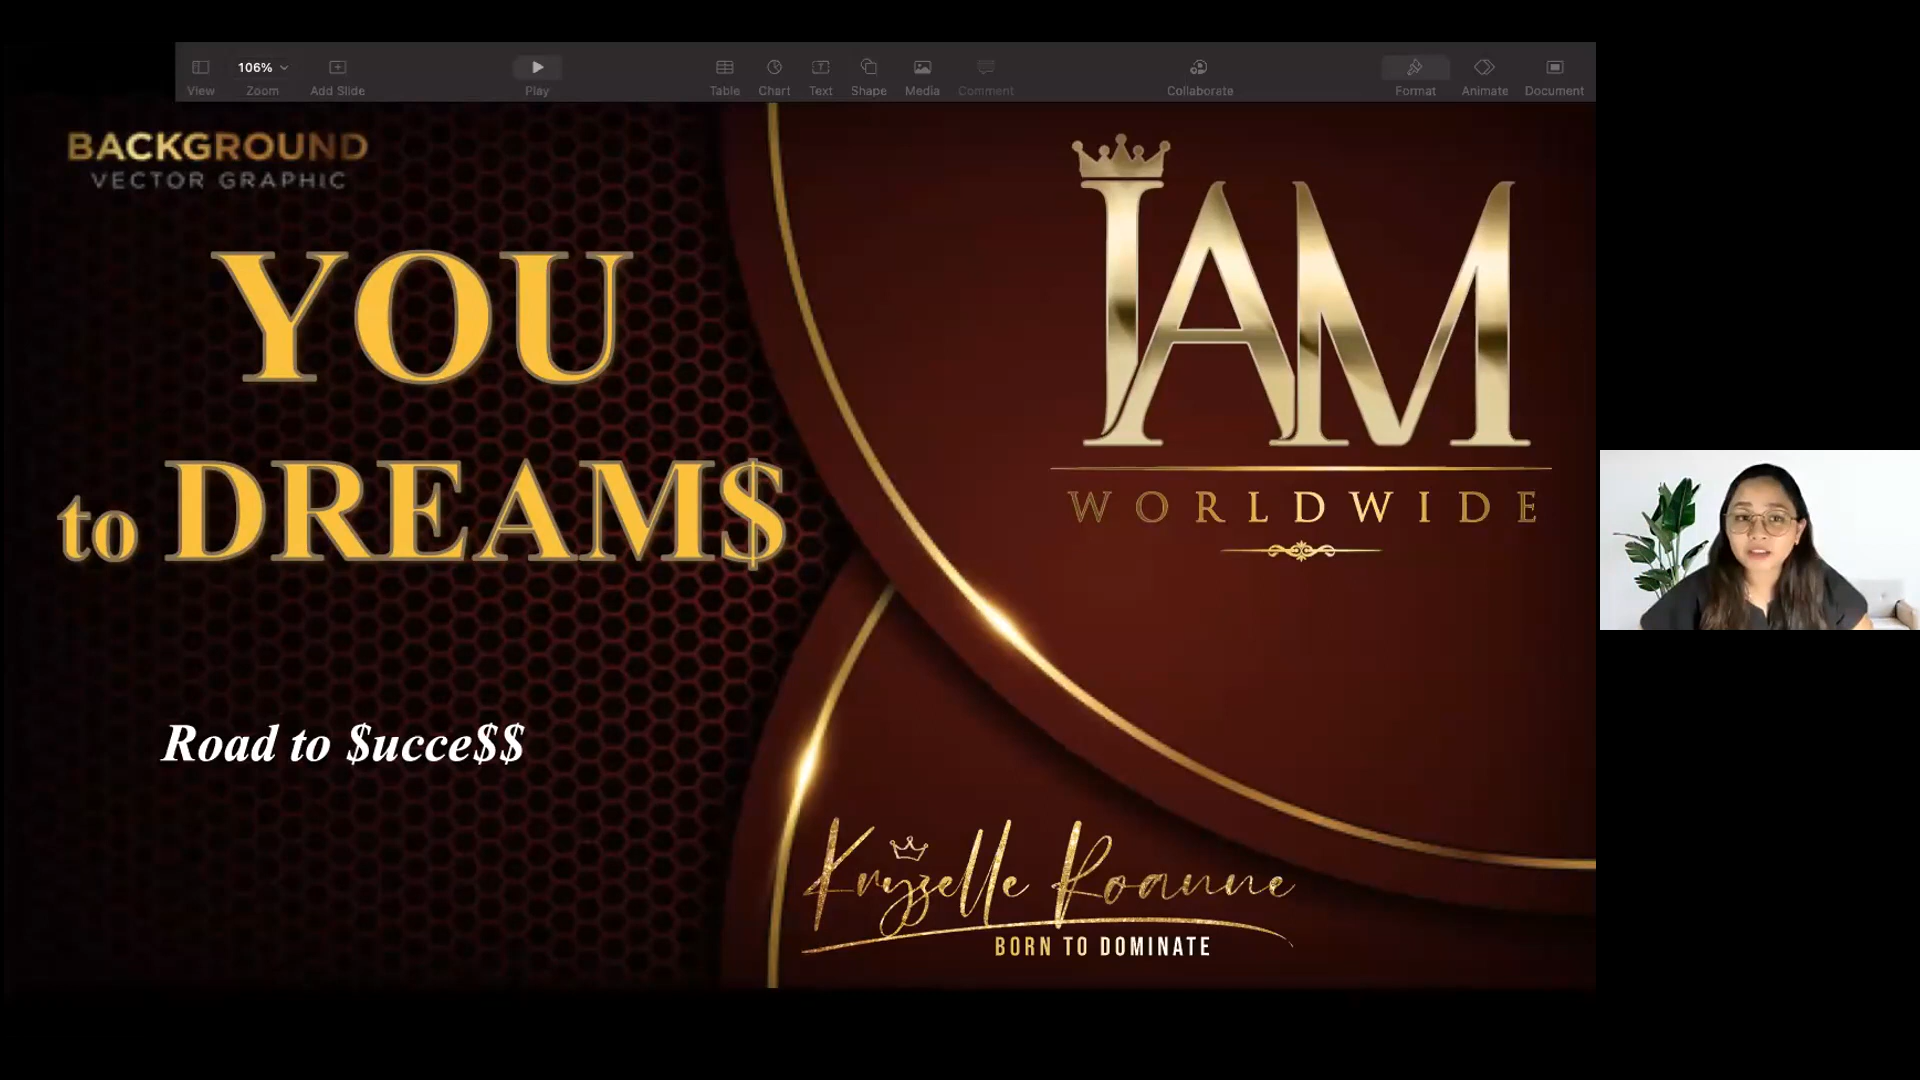 106%
View Zoom Add Slide Play Table Chart Text Shape Media Comment Collaborate Format Animate Document
BACKGROUND
VECTOR GRAPHIC
YOU
to DREAM$
Road to $ucce$$
IAM
WORLDWIDE
Kryzelle Roanne
BORN TO DOMINATE